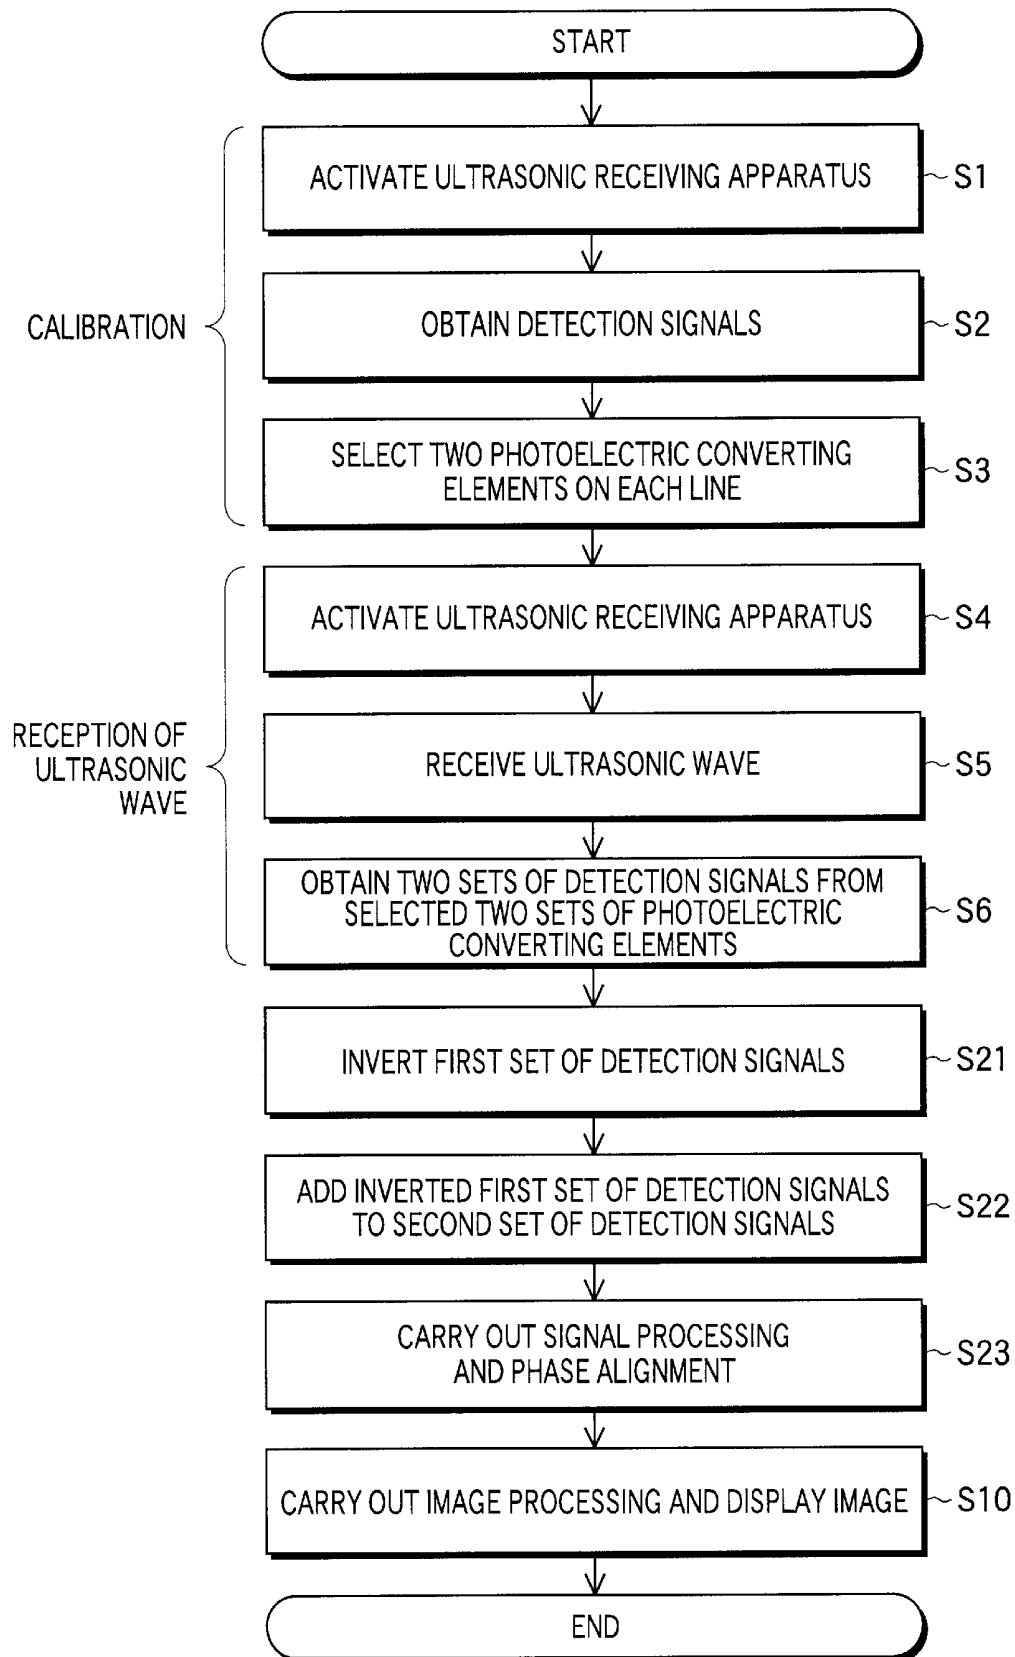 START
ACTIVATE ULTRASONIC RECEIVING APPARATUS
S1
OBTAIN DETECTION SIGNALS
S2
CALIBRATION
SELECT TWO PHOTOELECTRIC CONVERTING
ELEMENTS ON EACH LINE
S3
ACTIVATE ULTRASONIC RECEIVING APPARATUS
S4
RECEPTION OF
ULTRASONIC
WAVE
RECEIVE ULTRASONIC WAVE
S5
OBTAIN TWO SETS OF DETECTION SIGNALS FROM
SELECTED TWO SETS OF PHOTOELECTRIC
CONVERTING ELEMENTS
S6
INVERT FIRST SET OF DETECTION SIGNALS
S21
ADD INVERTED FIRST SET OF DETECTION SIGNALS
TO SECOND SET OF DETECTION SIGNALS
S22
CARRY OUT SIGNAL PROCESSING
AND PHASE ALIGNMENT
S23
CARRY OUT IMAGE PROCESSING AND DISPLAY IMAGE
S10
END